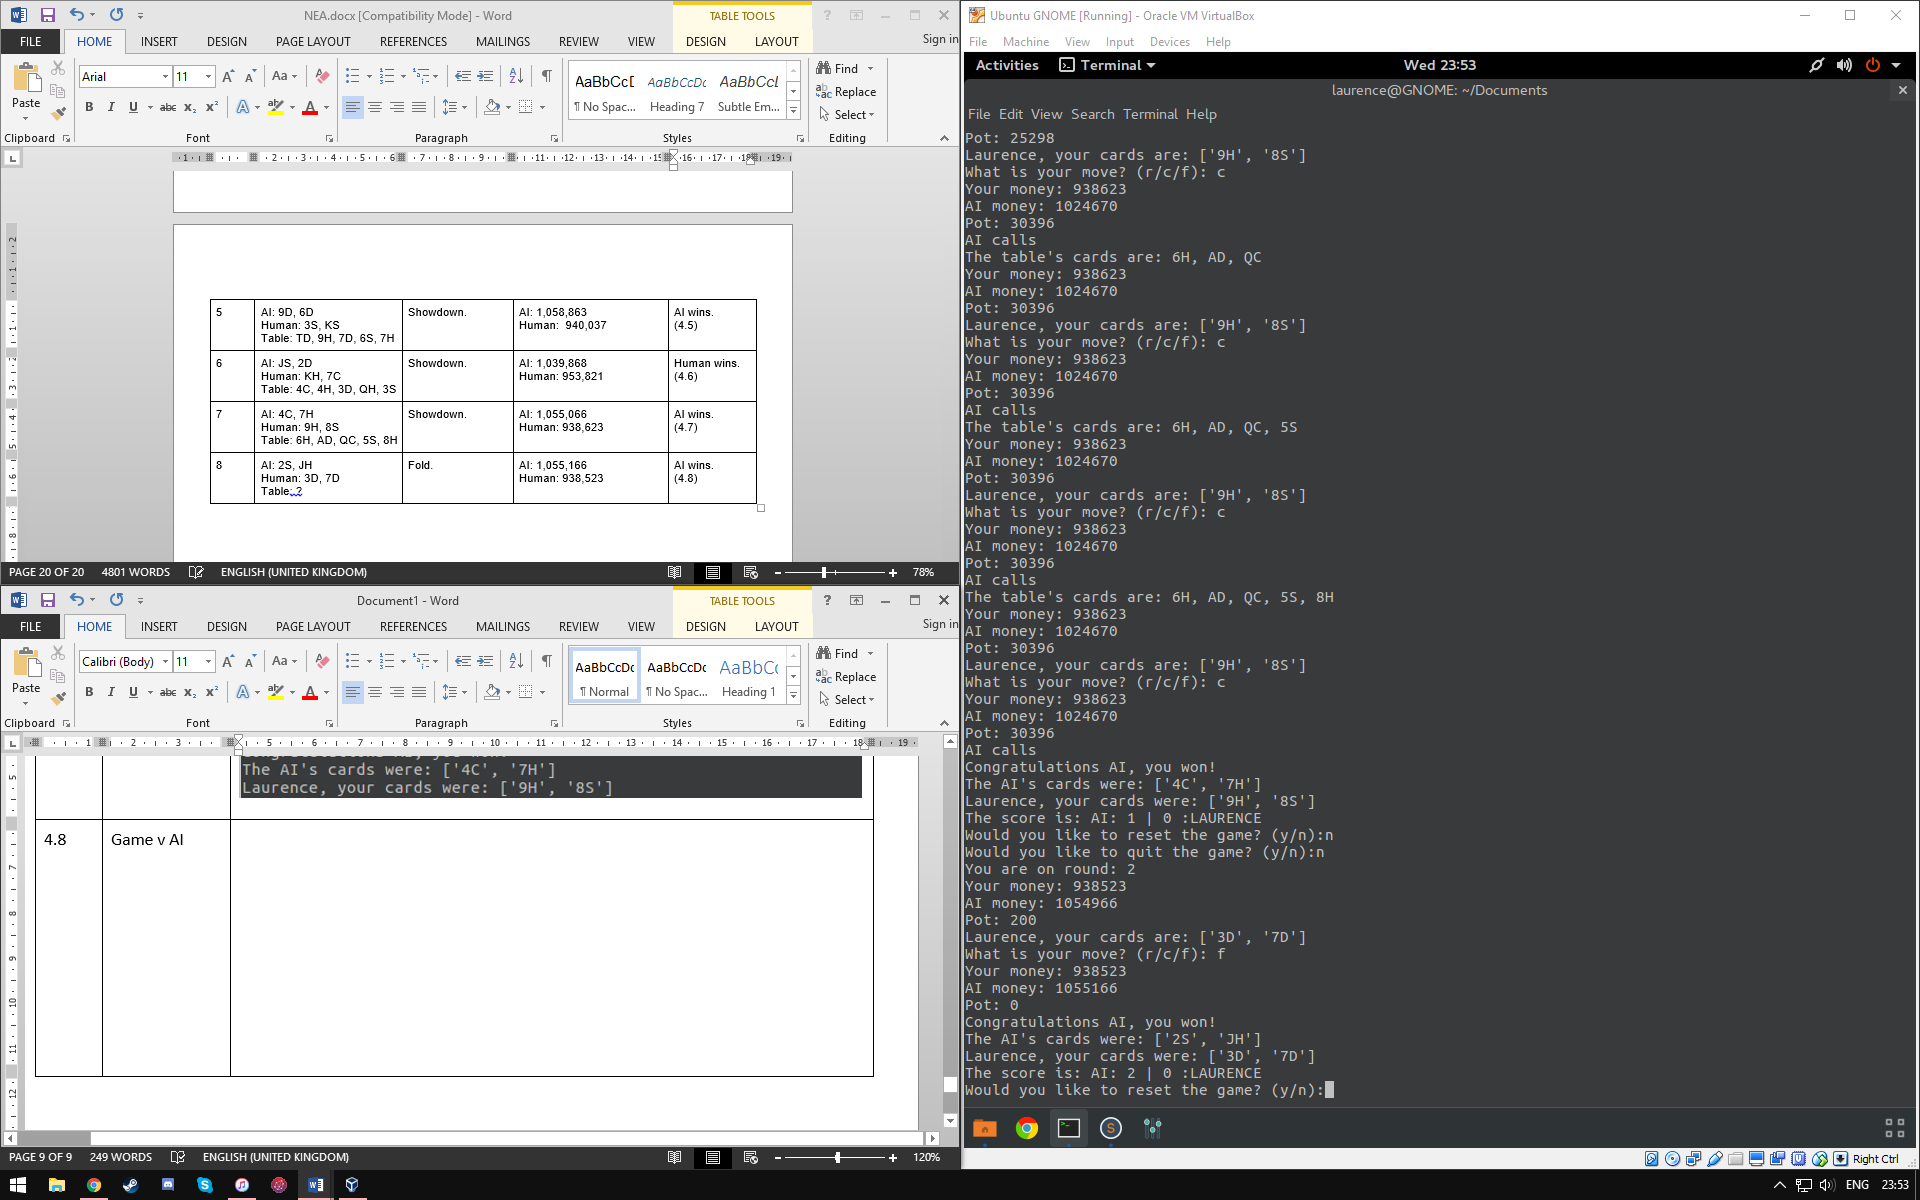 NEA.docx [Compatibility Mode] - Word
TABLE TOOLS
FILE HOME INSERT DESIGN PAGE LAYOUT REFERENCES MAILINGS REVIEW VIEW DESIGN LAYOUT Sign in
Arial 11
Paste
Find
Replace
Select
AaBbCcD AaBbCcDc AaBbCcL
¶ No Spac... Heading 7 Subtle Em...
Clipboard Font Paragraph Styles Editing
5
AI: 9D, 6D
Human: 3S, KS
Table: TD, 9H, 7D, 6S, 7H
Showdown.
AI: 1,058,863
Human: 940,037
AI wins.
(4.5)
6
AI: JS, 2D
Human: KH, 7C
Table: 4C, 4H, 3D, QH, 3S
Showdown.
AI: 1,039,868
Human: 953,821
Human wins.
(4.6)
7
AI: 4C, 7H
Human: 9H, 8S
Table: 6H, AD, QC, 5S, 8H
Showdown.
AI: 1,055,066
Human: 938,623
AI wins.
(4.7)
8
AI: 2S, JH
Human: 3D, 7D
Table: ?
Fold.
AI: 1,055,166
Human: 938,523
AI wins.
(4.8)
PAGE 20 OF 20 4801 WORDS ENGLISH (UNITED KINGDOM) 78%
Document1 - Word
TABLE TOOLS
FILE HOME INSERT DESIGN PAGE LAYOUT REFERENCES MAILINGS REVIEW VIEW DESIGN LAYOUT Sign in
Calibri (Body) 11
Paste
Find
Replace
Select
AaBbCcDc AaBbCcDc AaBbCc
¶ Normal ¶ No Spac... Heading 1
Clipboard Font Paragraph Styles Editing
The AI's cards were: ['4C', '7H']
Laurence, your cards were: ['9H', '8S']
4.8 Game v AI
PAGE 9 OF 9 249 WORDS ENGLISH (UNITED KINGDOM) 120%
Ubuntu GNOME [Running] - Oracle VM VirtualBox
File Machine View Input Devices Help
Activities Terminal Wed 23:53
laurence@GNOME: ~/Documents
File Edit View Search Terminal Help
Pot: 25298
Laurence, your cards are: ['9H', '8S']
What is your move? (r/c/f): c
Your money: 938623
AI money: 1024670
Pot: 30396
AI calls
The table's cards are: 6H, AD, QC
Your money: 938623
AI money: 1024670
Pot: 30396
Laurence, your cards are: ['9H', '8S']
What is your move? (r/c/f): c
Your money: 938623
AI money: 1024670
Pot: 30396
AI calls
The table's cards are: 6H, AD, QC, 5S
Your money: 938623
AI money: 1024670
Pot: 30396
Laurence, your cards are: ['9H', '8S']
What is your move? (r/c/f): c
Your money: 938623
AI money: 1024670
Pot: 30396
AI calls
The table's cards are: 6H, AD, QC, 5S, 8H
Your money: 938623
AI money: 1024670
Pot: 30396
Laurence, your cards are: ['9H', '8S']
What is your move? (r/c/f): c
Your money: 938623
AI money: 1024670
Pot: 30396
AI calls
Congratulations AI, you won!
The AI's cards were: ['4C', '7H']
Laurence, your cards were: ['9H', '8S']
The score is: AI: 1 | 0 :LAURENCE
Would you like to reset the game? (y/n):n
Would you like to quit the game? (y/n):n
You are on round: 2
Your money: 938523
AI money: 1054966
Pot: 200
Laurence, your cards are: ['3D', '7D']
What is your move? (r/c/f): f
Your money: 938523
AI money: 1055166
Pot: 0
Congratulations AI, you won!
The AI's cards were: ['2S', 'JH']
Laurence, your cards were: ['3D', '7D']
The score is: AI: 2 | 0 :LAURENCE
Would you like to reset the game? (y/n):
Right Ctrl
ENG 23:53